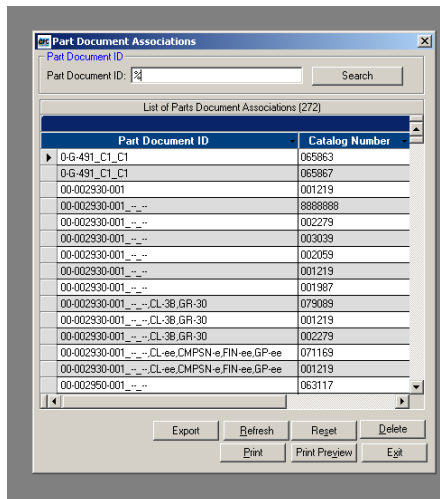 Part Document Associations
Part Document ID
Part Document ID: %
Search
List of Parts Document Associations (272)
Part Document ID Catalog Number
0-G-491_C1_C1 065863
0-G-491_C1_C1 065867
00-002930-001 001219
00-002930-001_--_-- 8888888
00-002930-001_--_-- 002279
00-002930-001_--_-- 003039
00-002930-001_--_-- 002059
00-002930-001_--_-- 001219
00-002930-001_--_-- 001987
00-002930-001_--_--,CL-3B,GR-30 079089
00-002930-001_--_--,CL-3B,GR-30 001219
00-002930-001_--_--,CL-3B,GR-30 002279
00-002930-001_--_--,CL-ee,CMPSN-e,FIN-ee,GP-ee 071169
00-002930-001_--_--,CL-ee,CMPSN-e,FIN-ee,GP-ee 001219
00-002950-001_--_-- 063117
Export Refresh Reset Delete
Print Print Preview Exit